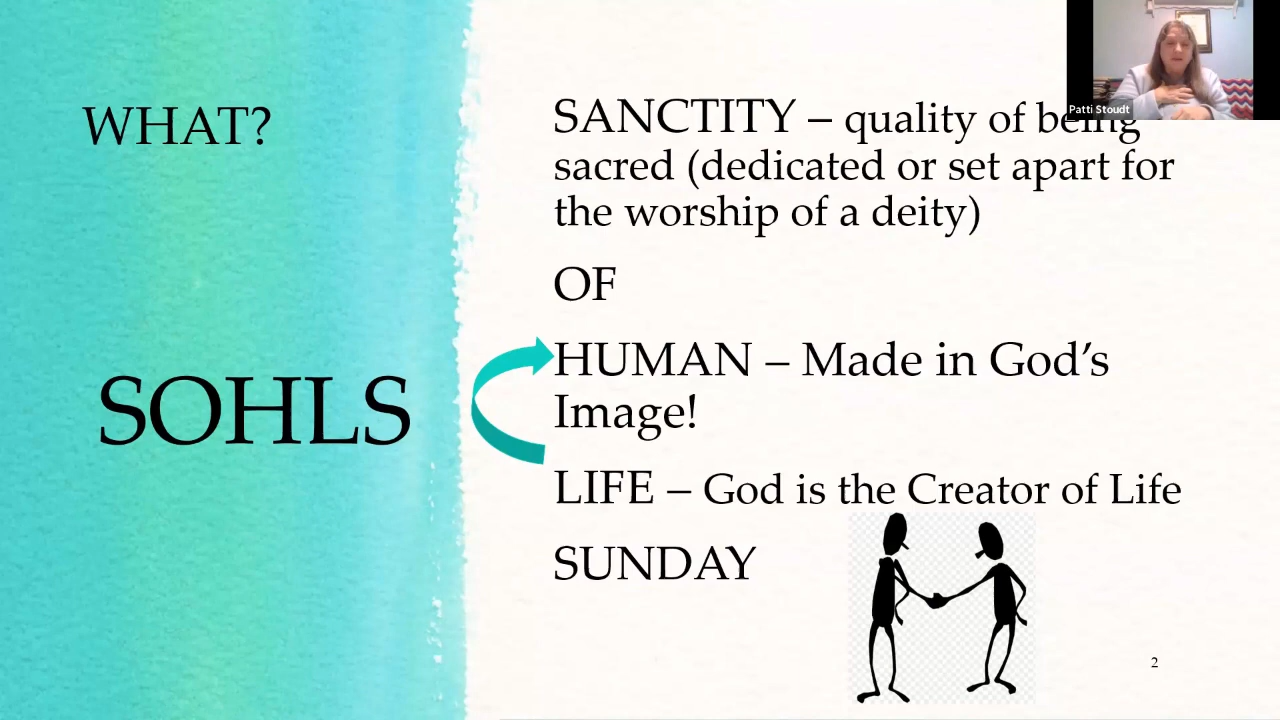 WHAT?
SOHLS
SANCTITY – quality of being
sacred (dedicated or set apart for
the worship of a deity)
OF
HUMAN – Made in God’s
Image!
LIFE – God is the Creator of Life
SUNDAY
2
Patti Stoudt